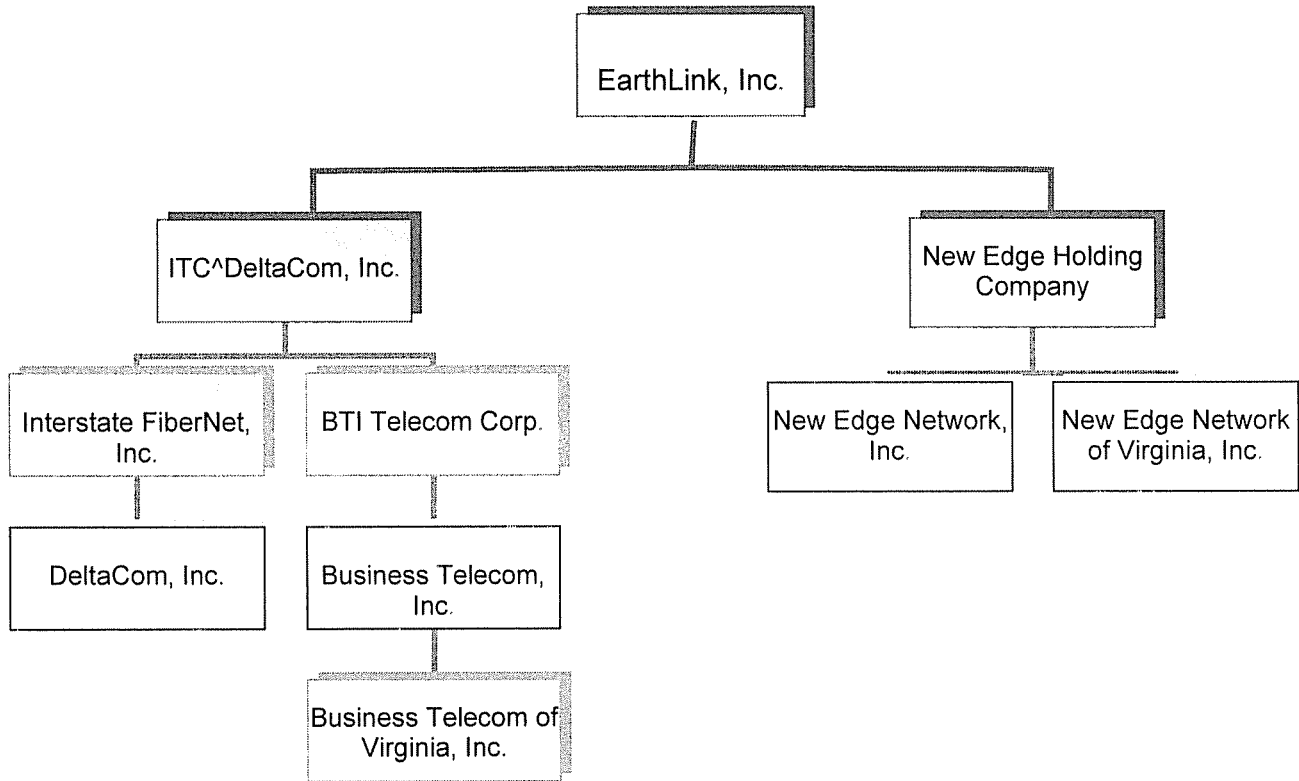 EarthLink, Inc.
ITC^DeltaCom, Inc.
New Edge Holding
Company
Interstate FiberNet,
Inc.
BTI Telecom Corp.
New Edge Network,
Inc.
New Edge Network
of Virginia, Inc.
DeltaCom, Inc.
Business Telecom,
Inc.
Business Telecom of
Virginia, Inc.